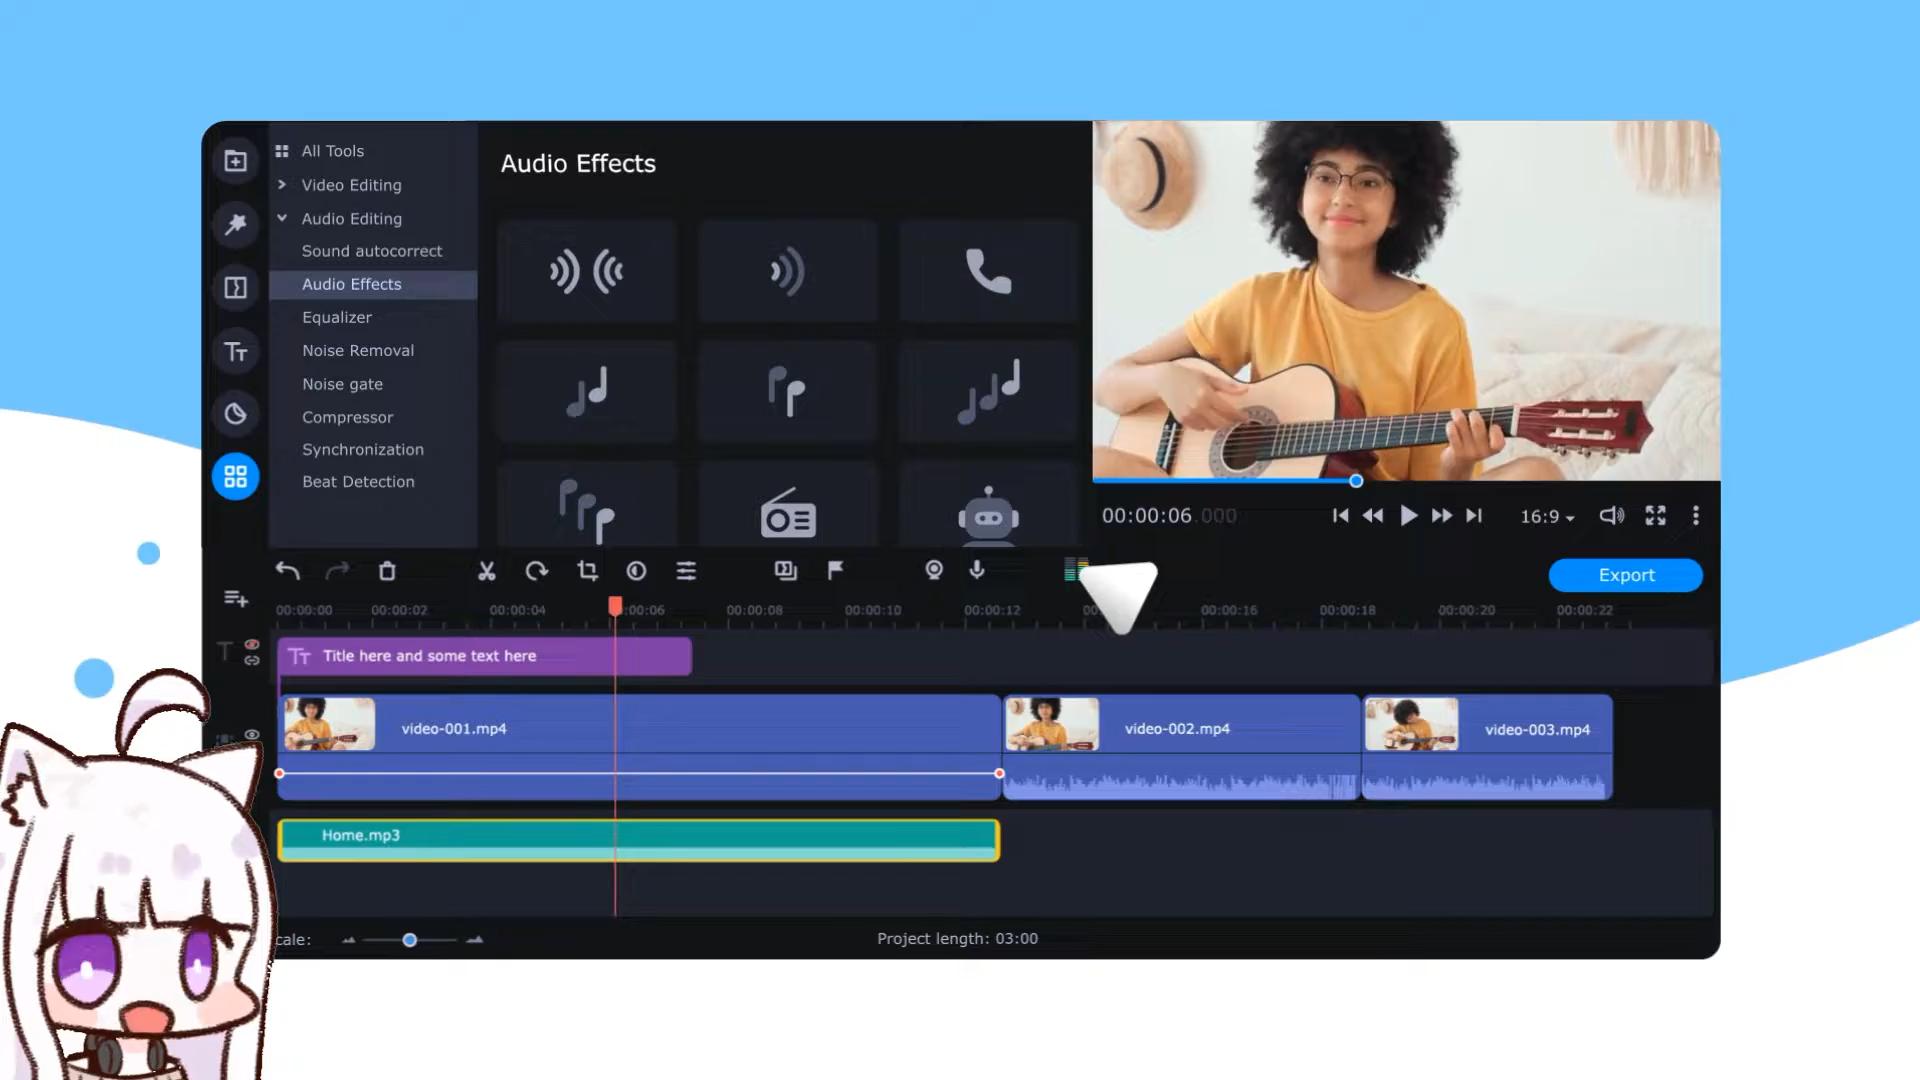 All Tools
Video Editing
Audio Editing
Sound autocorrect
Audio Effects
Equalizer
Noise Removal
Noise gate
Compressor
Synchronization
Beat Detection
Audio Effects
00:00:06.000
16:9
Export
00:00:00
00:00:02
00:00:04
:00:06
00:00:08
00:00:10
00:00:12
00:00:16
00:00:18
00:00:20
00:00:22
Tт Title here and some text here
video-001.mp4
video-002.mp4
video-003.mp4
Home.mp3
cale:
Project length: 03:00